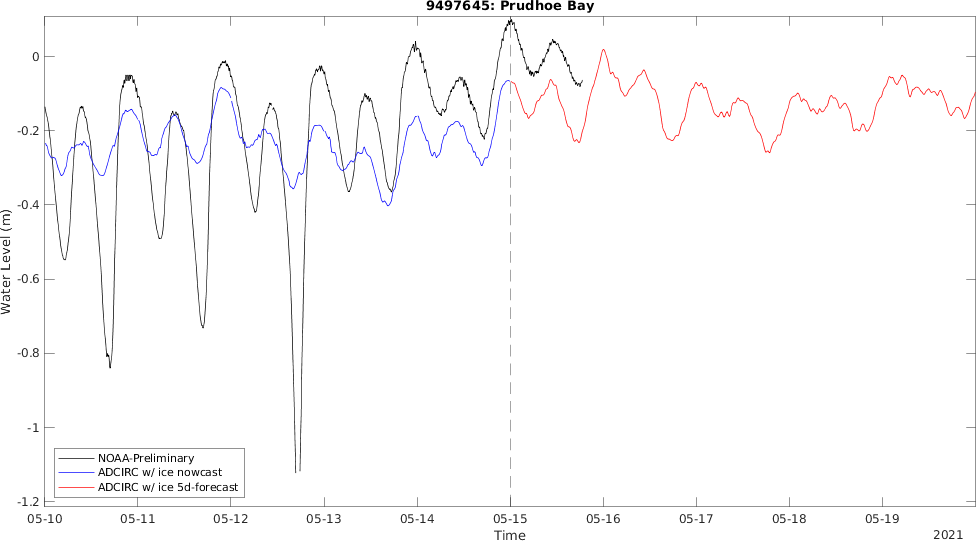 9497645: Prudhoe Bay
Water Level (m)
0
-0.2
-0.4
-0.6
-0.8
-1
-1.2
NOAA-Preliminary
ADCIRC w/ ice nowcast
ADCIRC w/ ice 5d-forecast
05-10 05-11 05-12 05-13 05-14 05-15 05-16 05-17 05-18 05-19
Time
2021